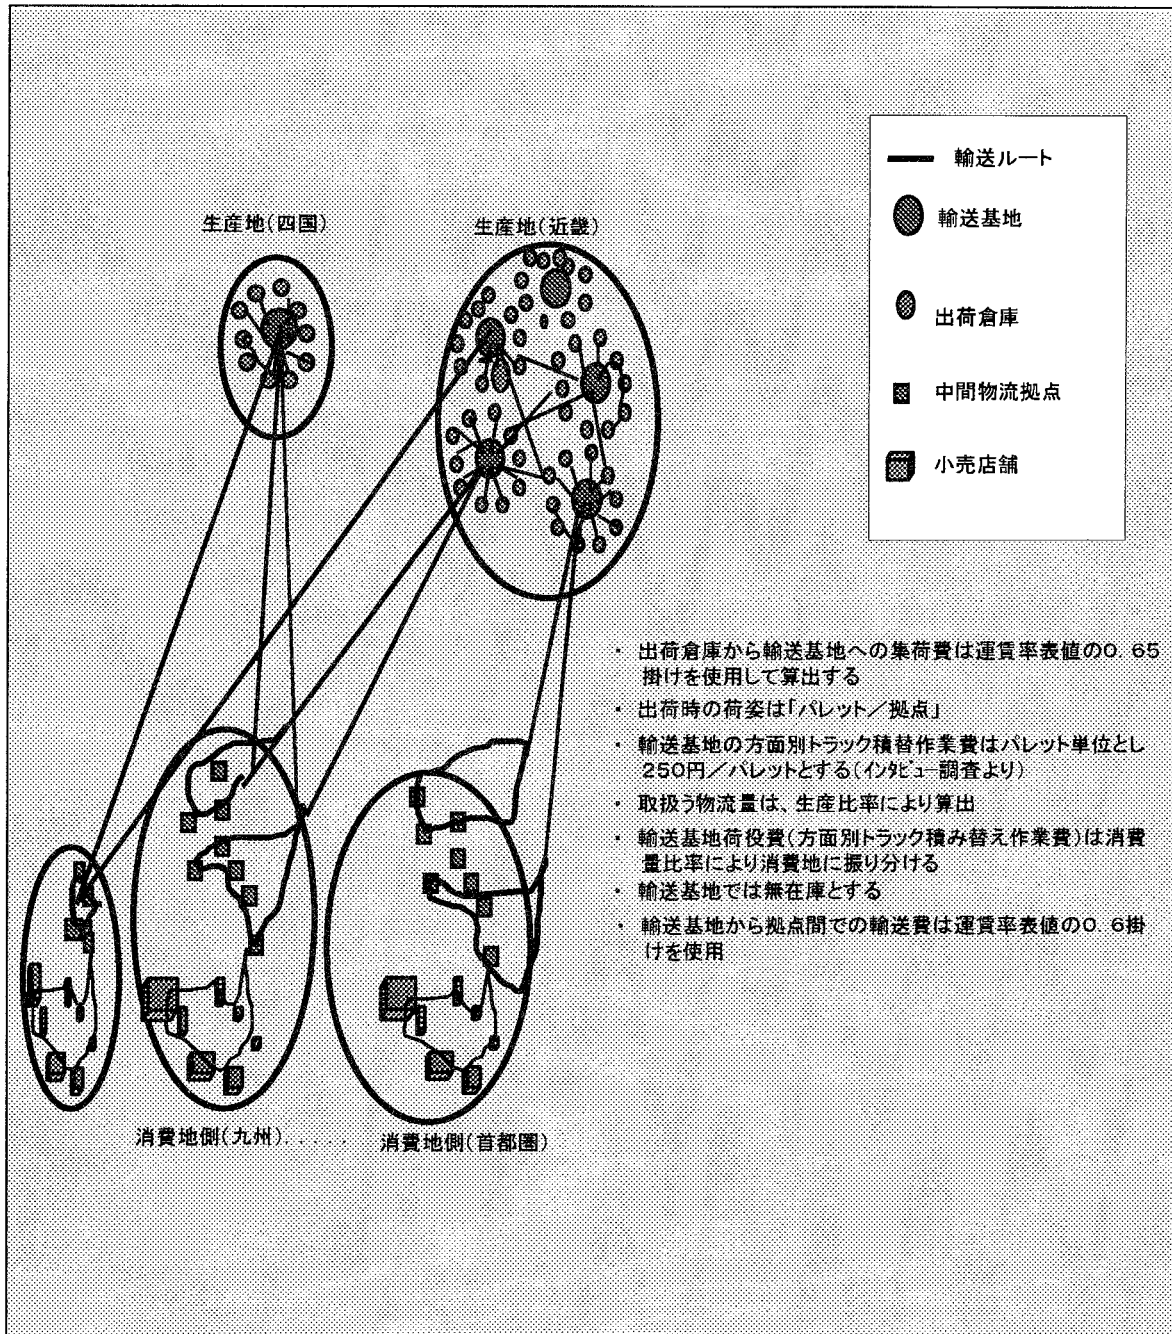 輸送ルート
輸送基地
出荷倉庫
中間物流拠点
小売店舗
生産地(四国)
生産地(近畿)
・ 出荷倉庫から輸送基地への集荷費は運賃率表値の0．65
掛けを使用して算出する
・ 出荷時の荷姿は「パレット／拠点」
・ 輸送基地の方面別トラック積替作業費はパレット単位とし
250円／パレットとする(インタビュー調査より)
・ 取扱う物流量は、生産比率により算出
・ 輸送基地荷役費(方面別トラック積み替え作業費)は消費
量比率により消費地に振り分ける
・ 輸送基地では無在庫とする
・ 輸送基地から拠点間での輸送費は運賃率表値の0．6掛
けを使用
消費地側(九州)．．．．．
消費地側(首都圏)